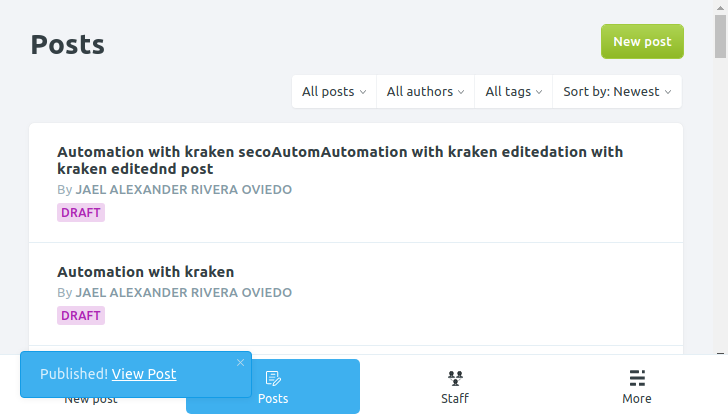 Posts
New post
All posts
All authors
All tags
Sort by: Newest
Automation with kraken secoAutomAutomation with kraken editedation with
kraken editednd post
By JAEL ALEXANDER RIVERA OVIEDO
DRAFT
Automation with kraken
By JAEL ALEXANDER RIVERA OVIEDO
DRAFT
Published! View Post
New post
Posts
Staff
More